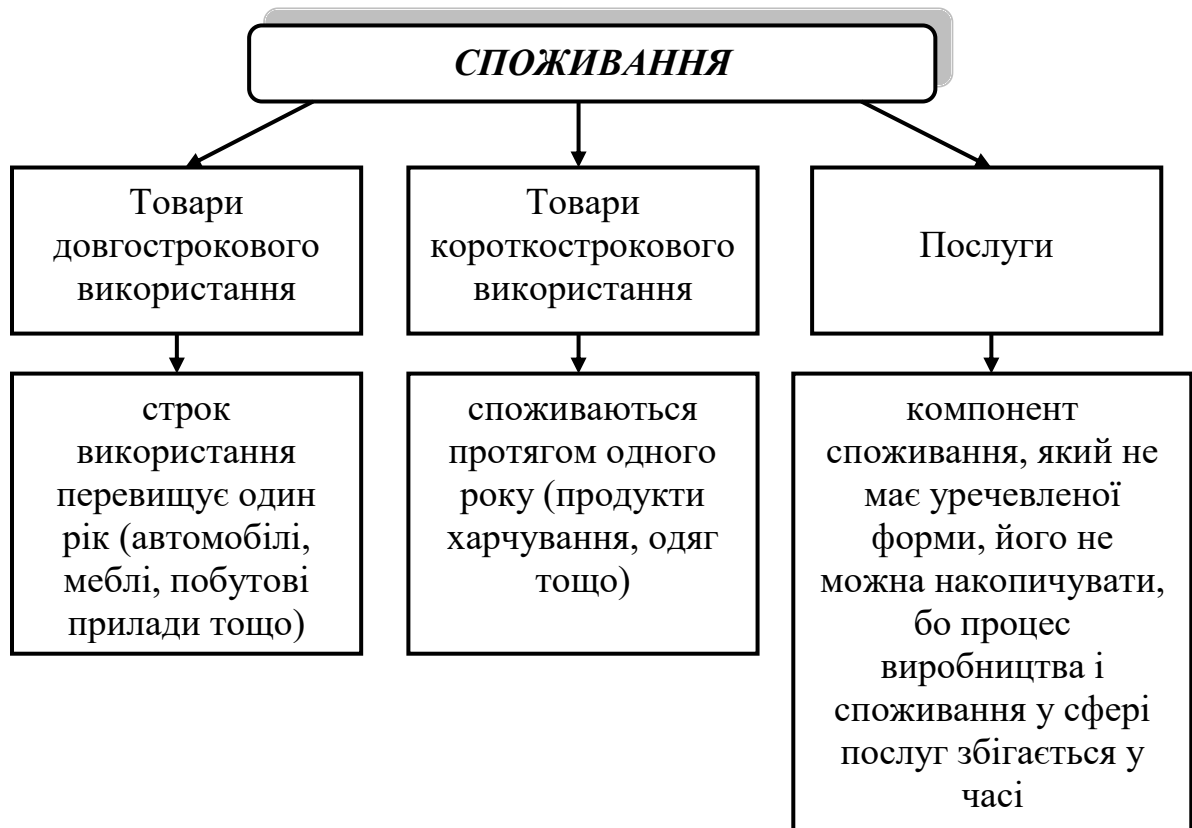 СПОЖИВАННЯ
Товари
довгострокового
використання
Товари
короткострокового
використання
Послуги
строк
використання
перевищує один
рік (автомобілі,
меблі, побутові
прилади тощо)
споживаються
протягом одного
року (продукти
харчування, одяг
тощо)
компонент
споживання, який не
має уречевленої
форми, його не
можна накопичувати,
бо процес
виробництва і
споживання у сфері
послуг збігається у
часі